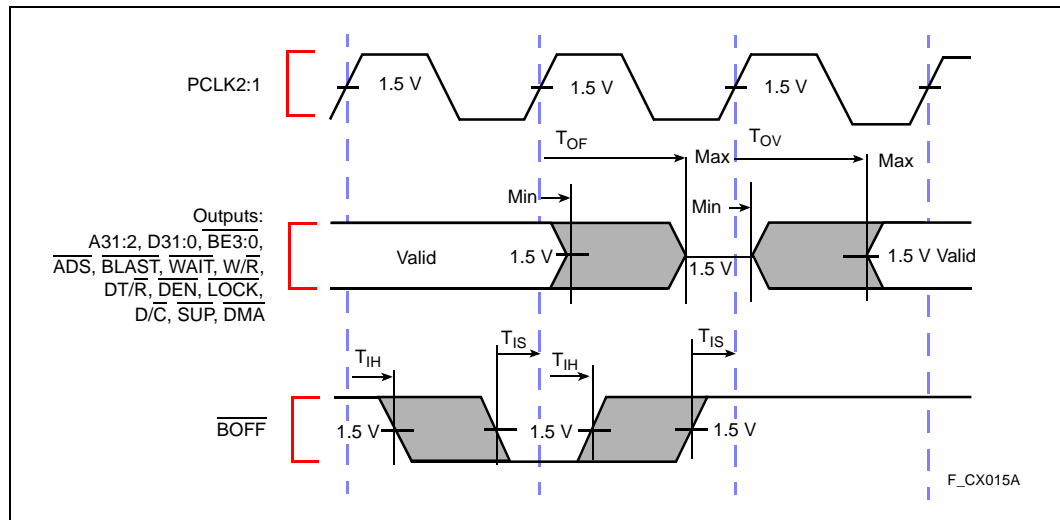 PCLK2:1
1.5 V
1.5 V
1.5 V
TOF
Max
TOV
Max
Min
Min
Outputs:
A31:2, D31:0, BE3:0,
ADS, BLAST, WAIT, W/R,
DT/R, DEN, LOCK,
D/C, SUP, DMA
Valid
1.5 V
1.5 V
1.5 V Valid
TIH
TIS
TIH
TIS
BOFF
1.5 V
1.5 V
1.5 V
F_CX015A